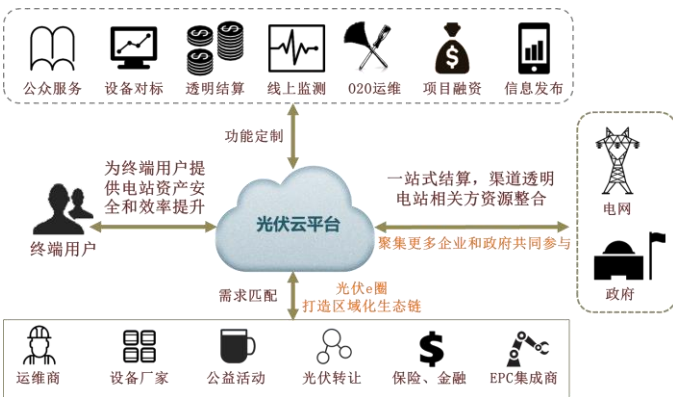 公众服务
设备对标
透明结算
线上监测
O2O运维
项目融资
信息发布
功能定制
为终端用户提
供电站资产安
全和效率提升
终端用户
光伏云平台
一站式结算，渠道透明
电站相关方资源整合
聚集更多企业和政府共同参与
电网
政府
需求匹配
光伏e圈
打造区域化生态链
运维商
设备厂家
公益活动
光伏转让
保险、金融
EPC集成商